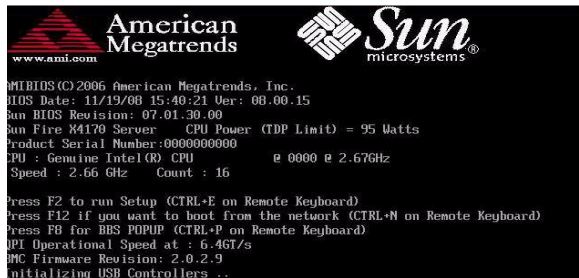 American
Megatrends
www.ami.com
Sun
microsystems®
AMIBIOS(C)2006 American Megatrends, Inc.
BIOS Date: 11/19/08 15:40:21 Ver: 08.00.15
Sun BIOS Revision: 07.01.30.00
Sun Fire X4170 Server CPU Power (TDP Limit) = 95 Watts
Product Serial Number:0000000000
CPU : Genuine Intel(R) CPU @ 0000 @ 2.67GHz
Speed : 2.66 GHz Count : 16
Press F2 to run Setup (CTRL+E on Remote Keyboard)
Press F12 if you want to boot from the network (CTRL+N on Remote Keyboard)
Press F8 for BBS POPUP (CTRL+P on Remote Keyboard)
QPI Operational Speed at : 6.4GT/s
BMC Firmware Revision: 2.0.2.9
Initializing USB Controllers ..